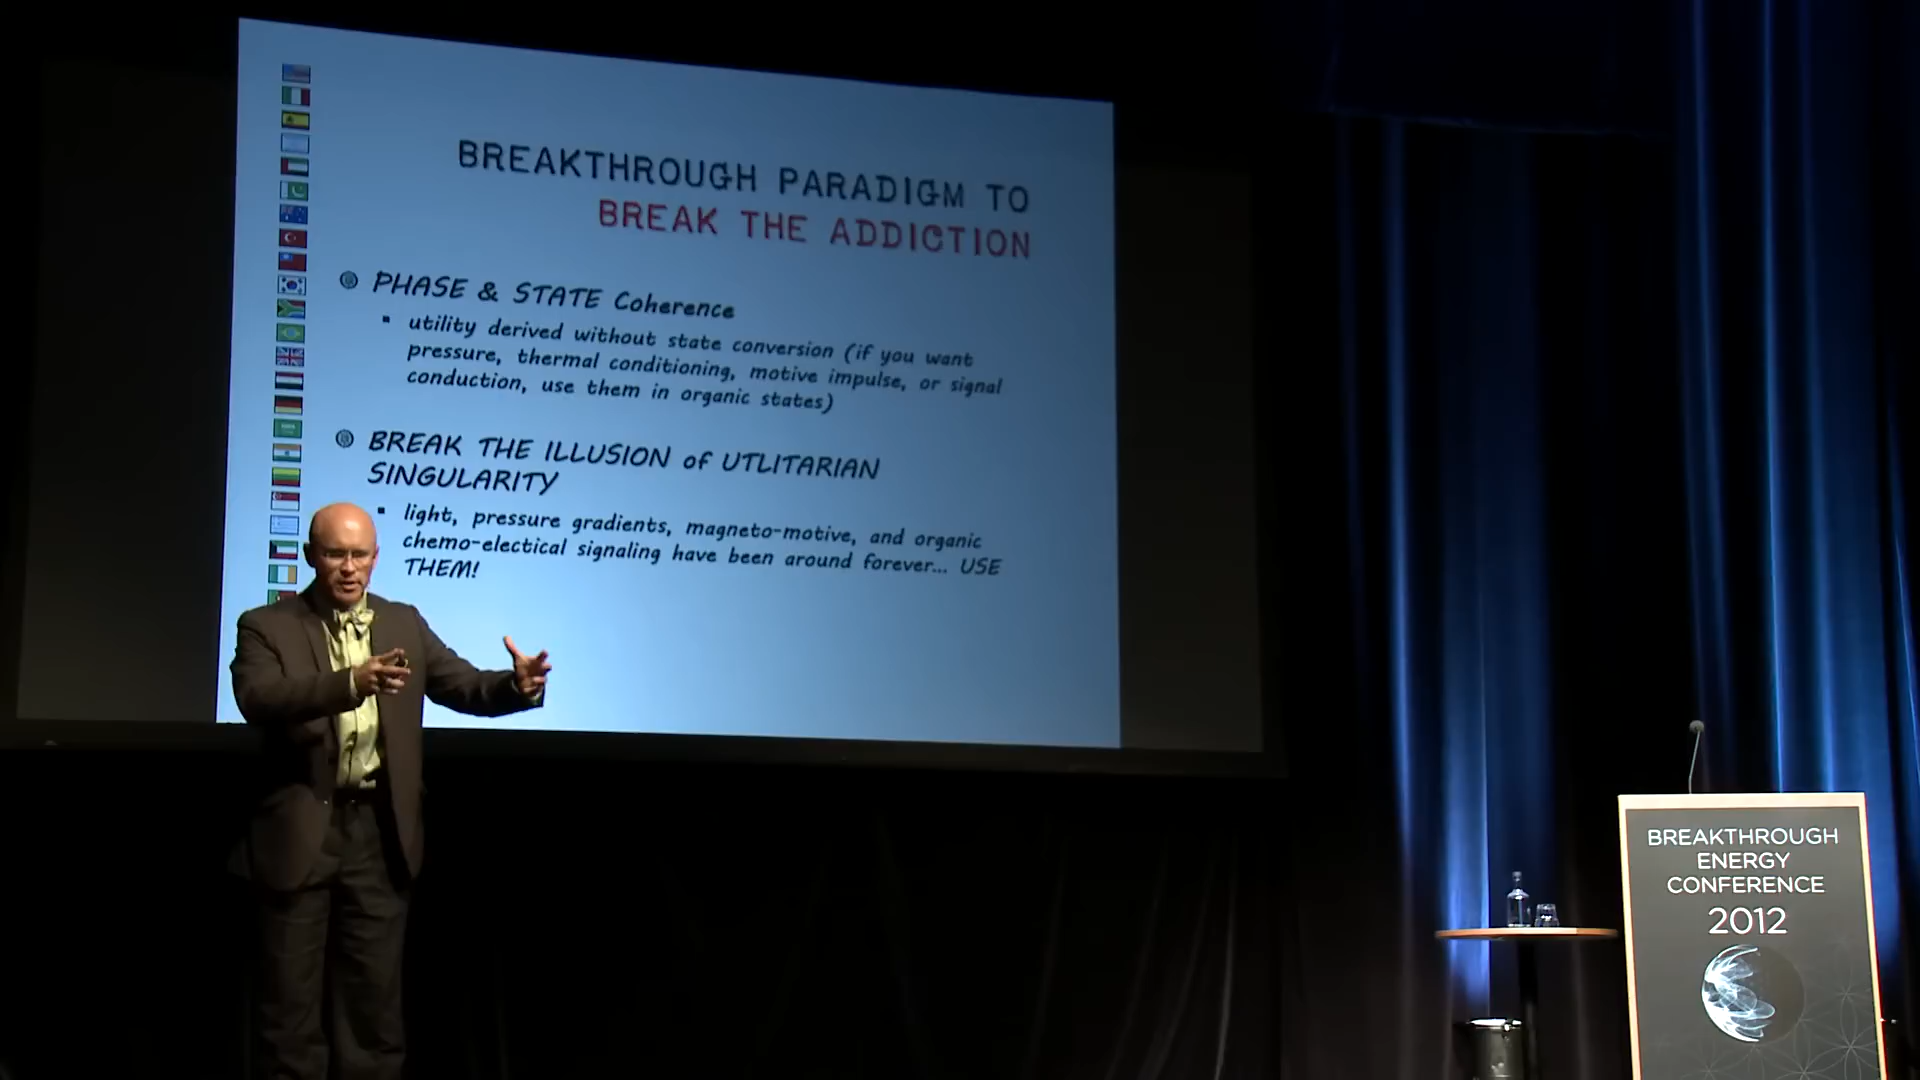 BREAKTHROUGH PARADIGM TO
BREAK THE ADDICTION
PHASE & STATE Coherence
utility derived without state conversion (if you want
pressure, thermal conditioning, motive impulse, or signal
conduction, use them in organic states)
BREAK THE ILLUSION of UTLITARIAN
SINGULARITY
light, pressure gradients, magneto-motive, and organic
chemo-electical signaling have been around forever... USE
THEM!
BREAKTHROUGH
ENERGY
CONFERENCE
2012